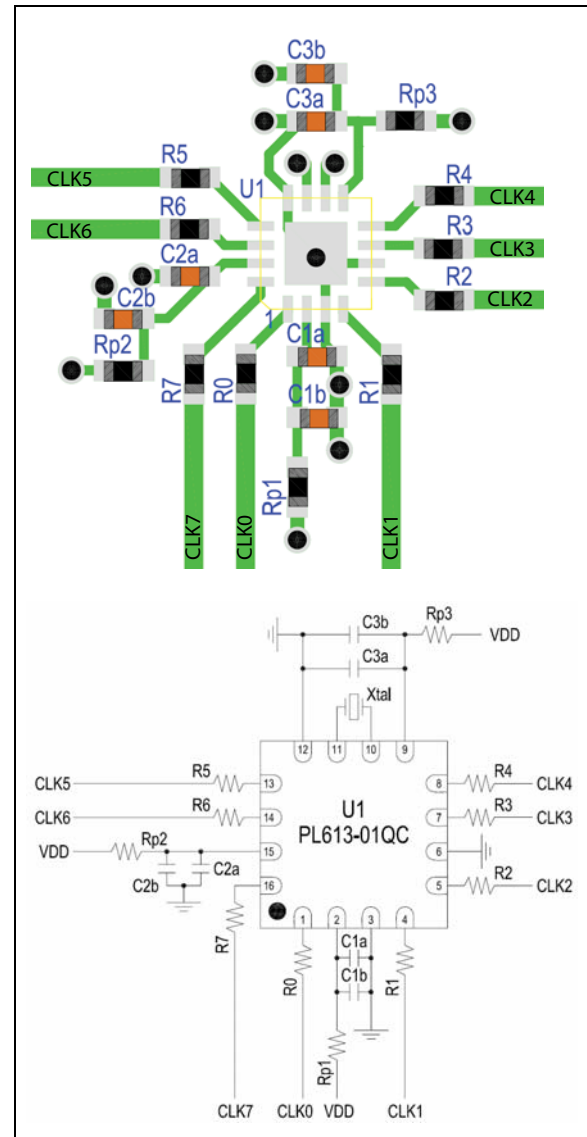 C3b
C3a
Rp3
R5
U1
R4
CLK5
CLK4
R6
R3
CLK6
CLK3
C2a
R2
C2b
CLK2
1
C1a
Rp2
R7
R0
R1
C1b
Rp1
CLK7
CLK0
CLK1
C3b
Rp3
VDD
C3a
Xtal
12
11
10
9
CLK5
R5
13
8
R4
CLK4
CLK6
R6
14
U1
7
R3
CLK3
PL613-01QC
VDD
Rp2
15
6
C2b
C2a
16
5
R2
CLK2
1
2
3
4
R7
R0
C1a
C1b
R1
Rp1
CLK7
CLK0
VDD
CLK1